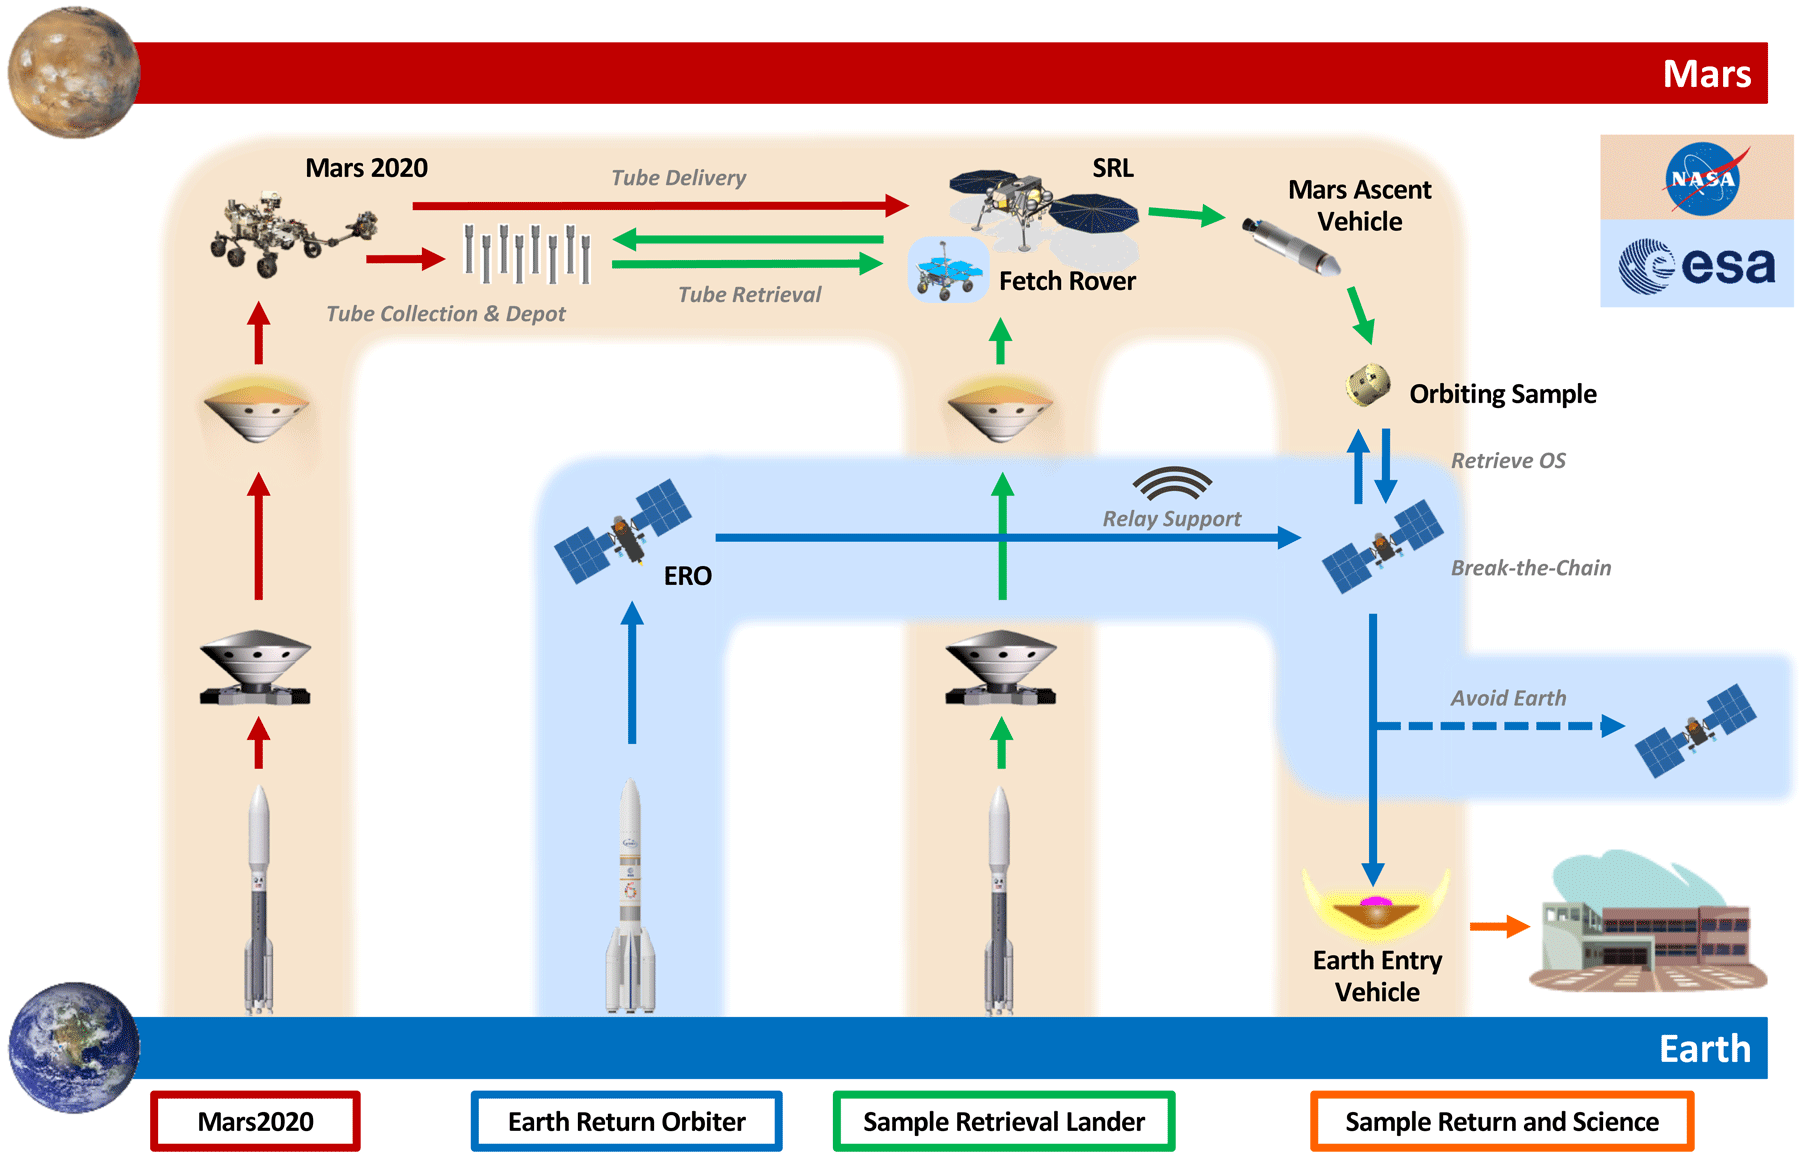 Mars
Mars 2020
Tube Delivery
SRL
Mars Ascent
Vehicle
NASA
esa
Fetch Rover
Tube Retrieval
Tube Collection & Depot
Orbiting Sample
Retrieve OS
Relay Support
Break-the-Chain
ERO
Avoid Earth
Earth Entry
Vehicle
Earth
Mars2020
Earth Return Orbiter
Sample Retrieval Lander
Sample Return and Science